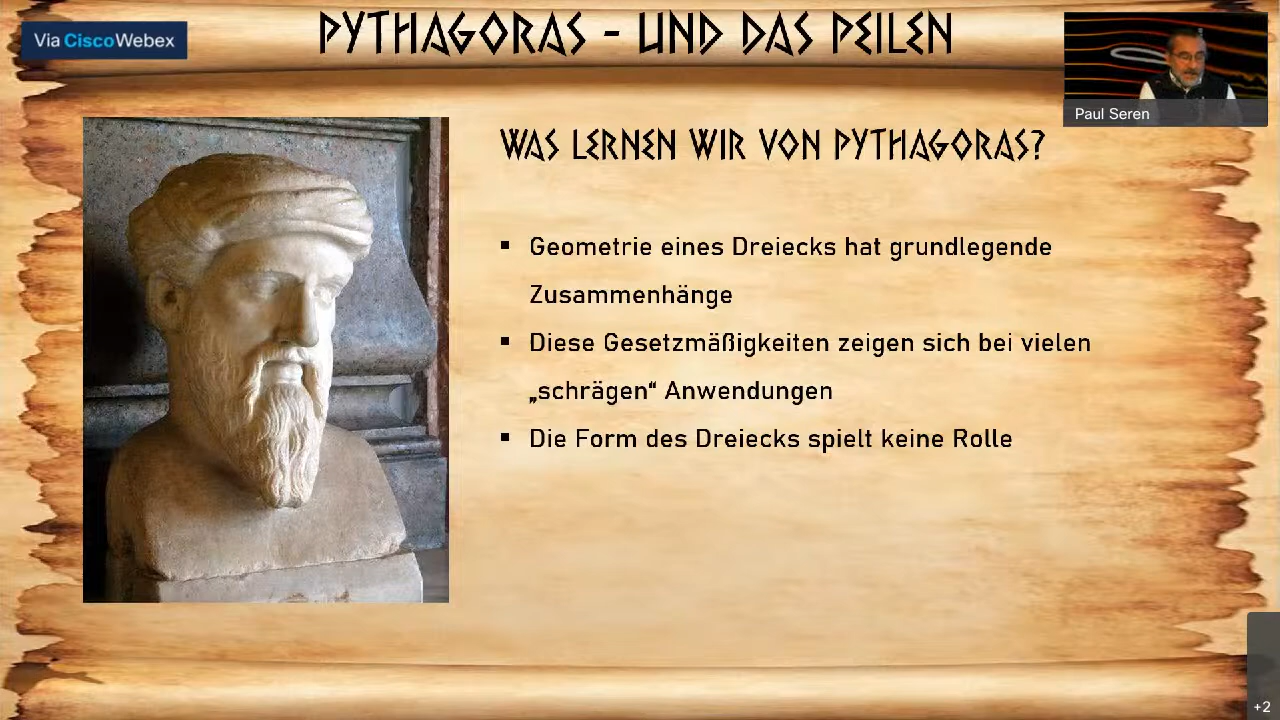 Via CiscoWebex
PYTHAGORAS - UND DAS PEILEN
Paul Seren
WAS LERNEN WIR VON PYTHAGORAS?
▪ Geometrie eines Dreiecks hat grundlegende
Zusammenhänge
▪ Diese Gesetzmäßigkeiten zeigen sich bei vielen
„schrägen“ Anwendungen
▪ Die Form des Dreiecks spielt keine Rolle
+2